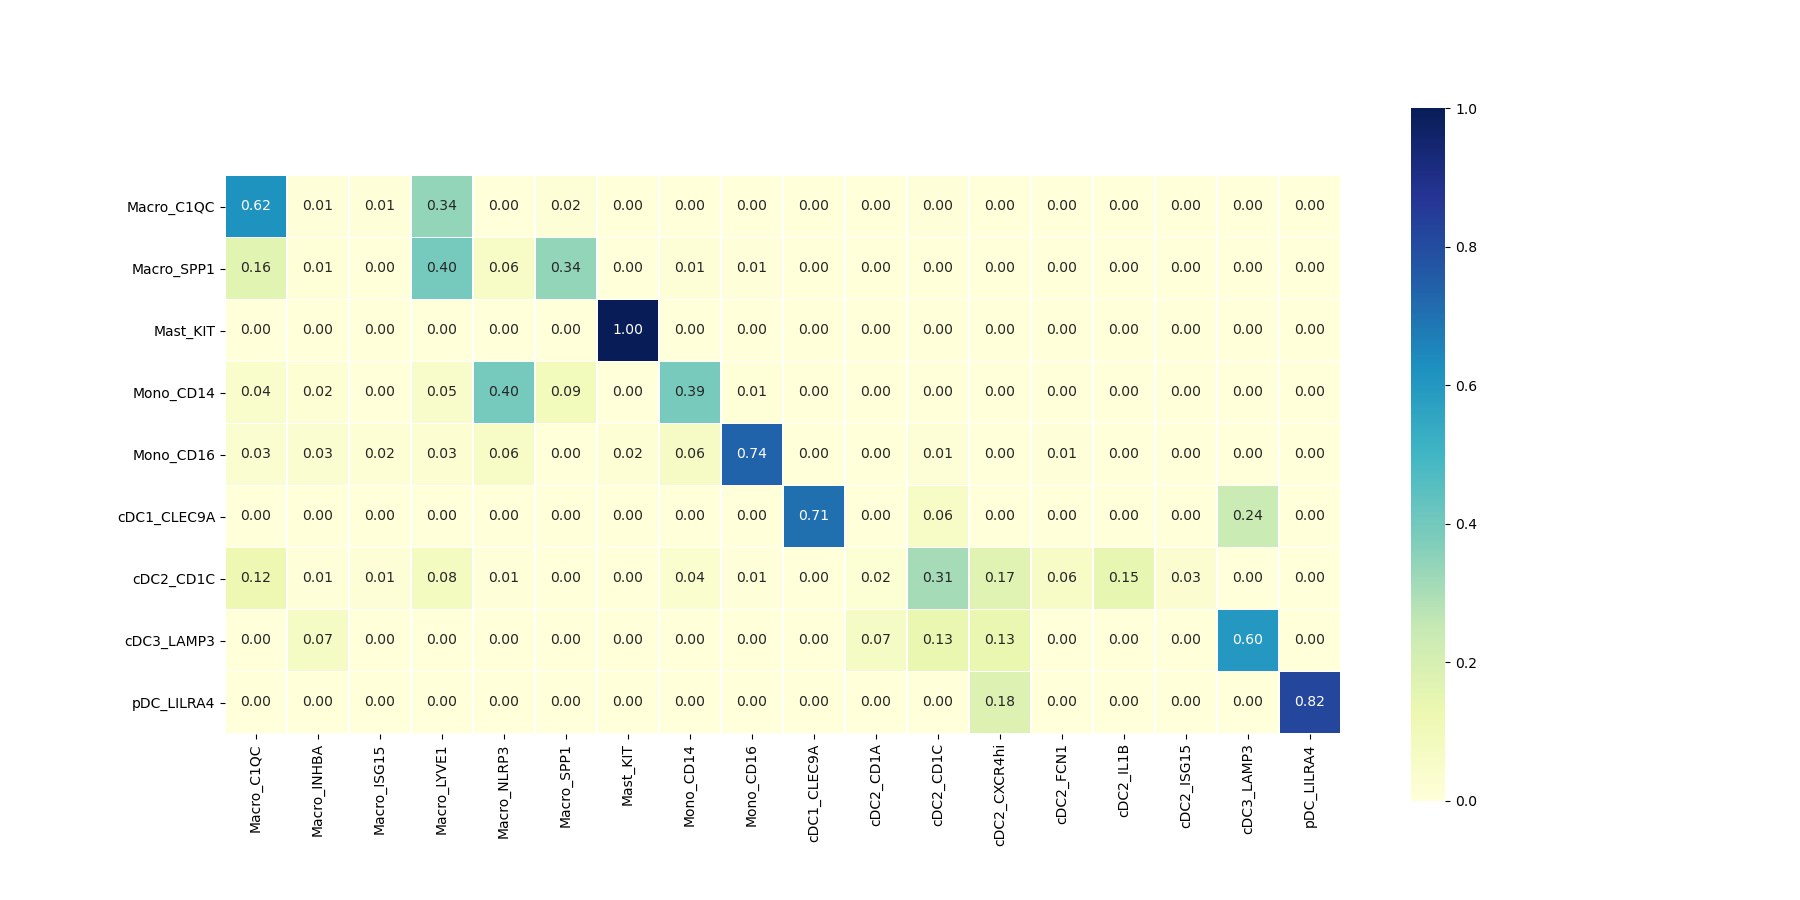 1.0
Macro_C1QC 0.62 0.01 0.01 0.34 0.00 0.02 0.00 0.00 0.00 0.00 0.00 0.00 0.00 0.00 0.00 0.00 0.00 0.00
0.8
Macro_SPP1 0.16 0.01 0.00 0.40 0.06 0.34 0.00 0.01 0.01 0.00 0.00 0.00 0.00 0.00 0.00 0.00 0.00 0.00
Mast_KIT 0.00 0.00 0.00 0.00 0.00 0.00 1.00 0.00 0.00 0.00 0.00 0.00 0.00 0.00 0.00 0.00 0.00 0.00
0.6
Mono_CD14 0.04 0.02 0.00 0.05 0.40 0.09 0.00 0.39 0.01 0.00 0.00 0.00 0.00 0.00 0.00 0.00 0.00 0.00
Mono_CD16 0.03 0.03 0.02 0.03 0.06 0.00 0.02 0.06 0.74 0.00 0.00 0.01 0.00 0.01 0.00 0.00 0.00 0.00
cDC1_CLEC9A 0.00 0.00 0.00 0.00 0.00 0.00 0.00 0.00 0.00 0.71 0.00 0.06 0.00 0.00 0.00 0.00 0.24 0.00
0.4
cDC2_CD1C 0.12 0.01 0.01 0.08 0.01 0.00 0.00 0.04 0.01 0.00 0.02 0.31 0.17 0.06 0.15 0.03 0.00 0.00
cDC3_LAMP3 0.00 0.07 0.00 0.00 0.00 0.00 0.00 0.00 0.00 0.00 0.07 0.13 0.13 0.00 0.00 0.00 0.60 0.00
0.2
pDC_LILRA4 0.00 0.00 0.00 0.00 0.00 0.00 0.00 0.00 0.00 0.00 0.00 0.00 0.18 0.00 0.00 0.00 0.00 0.82
0.0
Macro_C1QC
Macro_INHBA
Macro_ISG15
Macro_LYVE1
Macro_NLRP3
Macro_SPP1
Mast_KIT
Mono_CD14
Mono_CD16
cDC1_CLEC9A
cDC2_CD1A
cDC2_CD1C
cDC2_CXCR4hi
cDC2_FCN1
cDC2_IL1B
cDC2_ISG15
cDC3_LAMP3
pDC_LILRA4